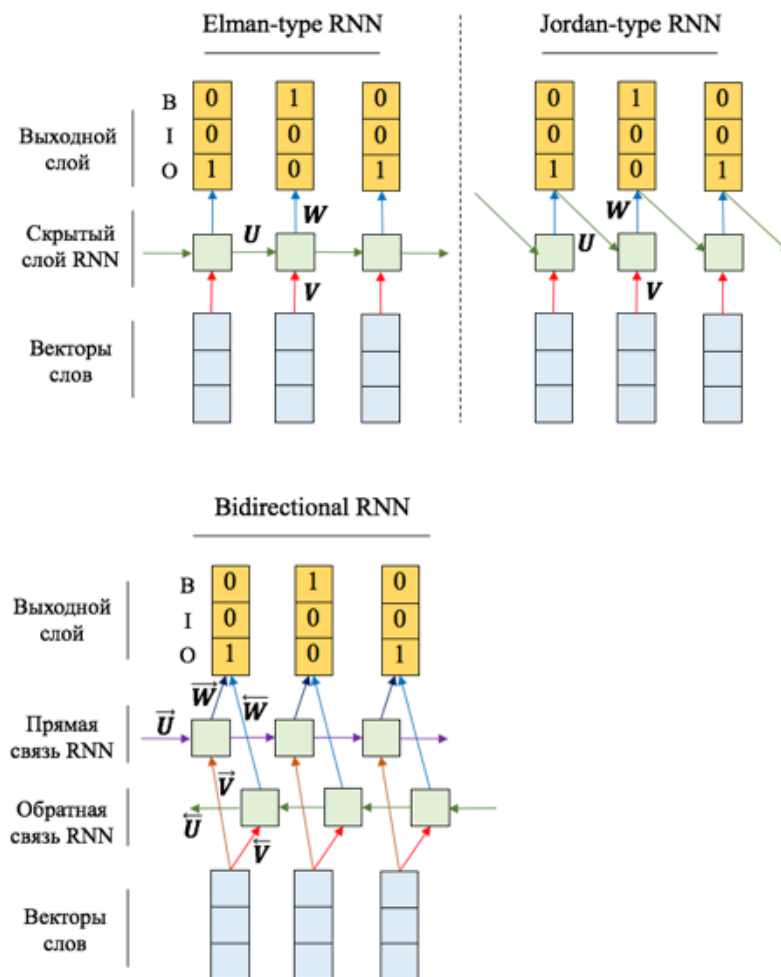 Elman-type RNN
Jordan-type RNN
B 0 1 0
I 0 0 0
O 1 0 1
0 1 0
0 0 0
1 0 1
Выходной
слой
W
W
Скрытый
слой RNN
U
U
V
V
Векторы
слов
Bidirectional RNN
B 0 1 0
I 0 0 0
O 1 0 1
Выходной
слой
W⃗ W⃖
U⃗
Прямая
связь RNN
V⃗
Обратная
связь RNN
U⃖
V⃖
Векторы
слов